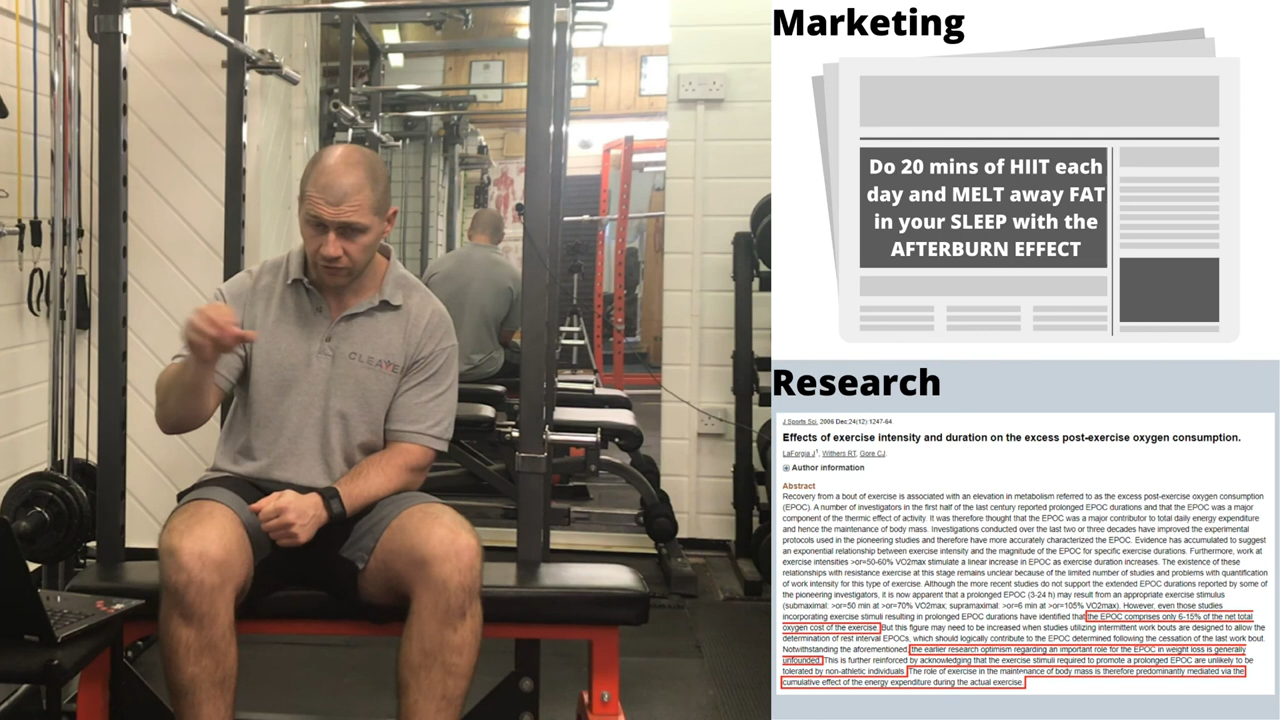 CLEAVE
Marketing
Do 20 mins of HIIT each
day and MELT away FAT
in your SLEEP with the
AFTERBURN EFFECT
Research
J Sports Sci. 2006 Dec;24(12):1247-64.
Effects of exercise intensity and duration on the excess post-exercise oxygen consumption.
LaForgia J1, Withers RT, Gore CJ.
Author information
Abstract
Recovery from a bout of exercise is associated with an elevation in metabolism referred to as the excess post-exercise oxygen consumption
(EPOC). A number of investigators in the first half of the last century reported prolonged EPOC durations and that the EPOC was a major
component of the thermic effect of activity. It was therefore thought that the EPOC was a major contributor to total daily energy expenditure
and hence the maintenance of body mass. Investigations conducted over the last two or three decades have improved the experimental
protocols used in the pioneering studies and therefore have more accurately characterized the EPOC. Evidence has accumulated to suggest
an exponential relationship between exercise intensity and the magnitude of the EPOC for specific exercise durations. Furthermore, work at
exercise intensities >or=50-60% VO2max stimulate a linear increase in EPOC as exercise duration increases. The existence of these
relationships with resistance exercise at this stage remains unclear because of the limited number of studies and problems with quantification
of work intensity for this type of exercise. Although the more recent studies do not support the extended EPOC durations reported by some of
the pioneering investigators, it is now apparent that a prolonged EPOC (3-24 h) may result from an appropriate exercise stimulus
(submaximal: >or=50 min at >or=70% VO2max; supramaximal: >or=6 min at >or=105% VO2max). However, even those studies
incorporating exercise stimuli resulting in prolonged EPOC durations have identified that the EPOC comprises only 6-15% of the net total
oxygen cost of the exercise. But this figure may need to be increased when studies utilizing intermittent work bouts are designed to allow the
determination of rest interval EPOCs, which should logically contribute to the EPOC determined following the cessation of the last work bout.
Notwithstanding the aforementioned, the earlier research optimism regarding an important role for the EPOC in weight loss is generally
unfounded. This is further reinforced by acknowledging that the exercise stimuli required to promote a prolonged EPOC are unlikely to be
tolerated by non-athletic individuals. The role of exercise in the maintenance of body mass is therefore predominantly mediated via the
cumulative effect of the energy expenditure during the actual exercise.